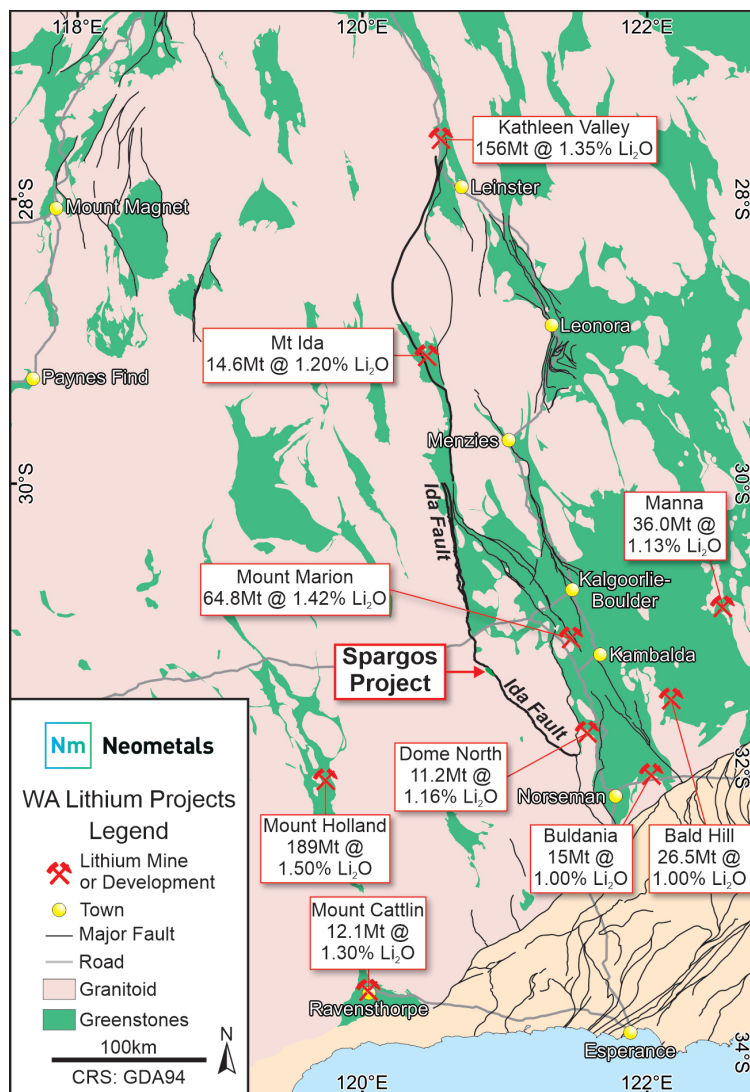 118°E
120°E
122°E
Kathleen Valley
156Mt @ 1.35% Li₂O
Leinster
28°S
28°S
Mount Magnet
Leonora
Mt Ida
14.6Mt @ 1.20% Li₂O
Paynes Find
Menzies
30°S
30°S
Ida Fault
Manna
36.0Mt @
1.13% Li₂O
Mount Marion
64.8Mt @ 1.42% Li₂O
Kalgoorlie-
Boulder
Spargos
Project
Kambalda
Ida Fault
Nm Neometals
Dome North
11.2Mt @
1.16% Li₂O
32°S
Norseman
WA Lithium Projects
Legend
Lithium Mine
or Development
Town
Major Fault
Road
Granitoid
Greenstones
100km
N
CRS: GDA94
Mount Holland
189Mt @
1.50% Li₂O
Buldania
15Mt @
1.00% Li₂O
Bald Hill
26.5Mt @
1.00% Li₂O
Mount Cattlin
12.1Mt @
1.30% Li₂O
Ravensthorpe
Esperance
34°S
120°E
122°E